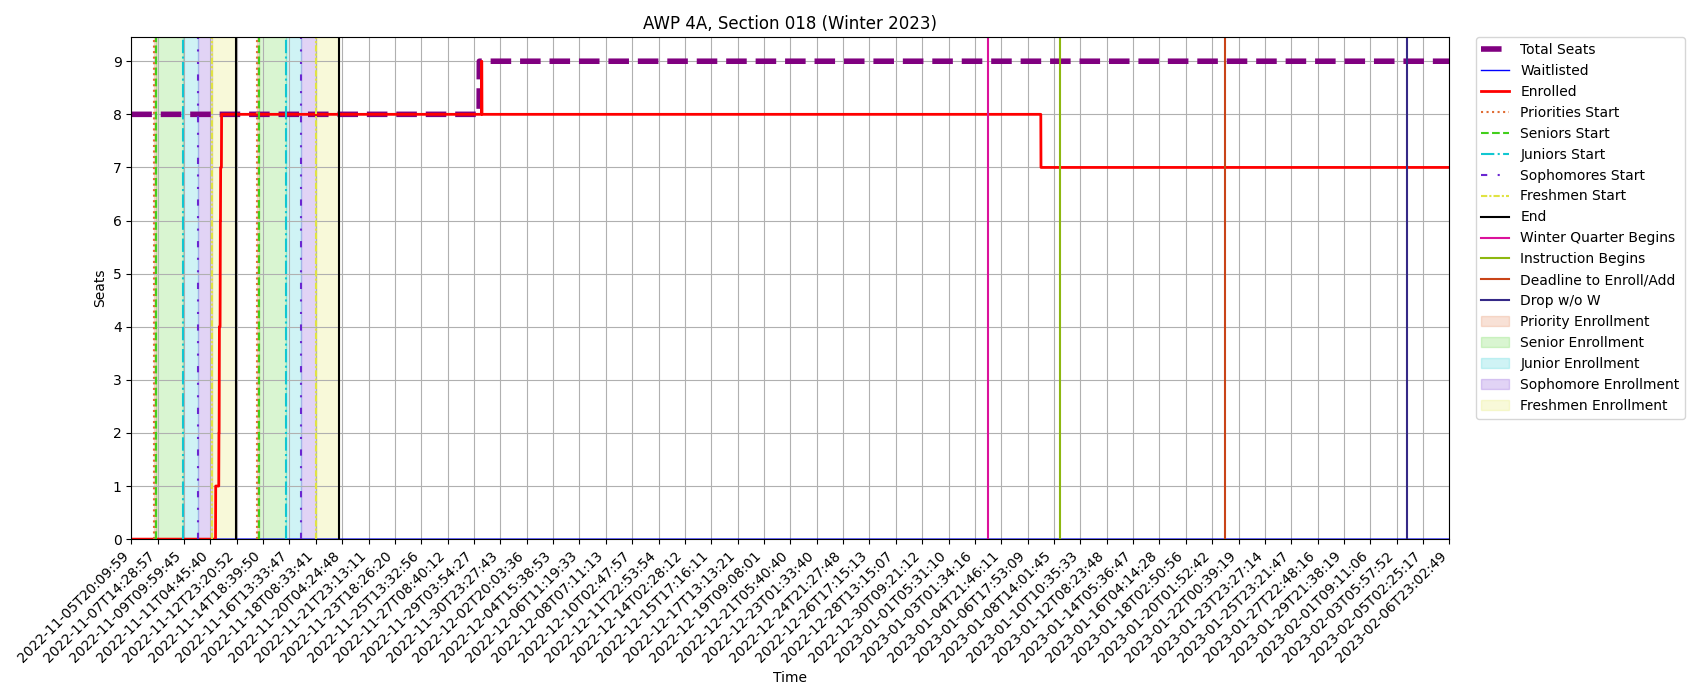 AWP 4A, Section 018 (Winter 2023)
Seats
9
8
7
6
5
4
3
2
1
0
2022-11-05T20:09:59
2022-11-07T14:28:57
2022-11-09T09:59:45
2022-11-11T04:45:40
2022-11-12T23:20:52
2022-11-14T18:39:50
2022-11-16T13:33:47
2022-11-18T08:33:41
2022-11-20T04:24:48
2022-11-21T23:13:11
2022-11-23T18:26:20
2022-11-25T13:32:56
2022-11-27T08:40:12
2022-11-29T03:54:27
2022-11-30T23:27:43
2022-12-02T20:03:36
2022-12-04T15:38:53
2022-12-06T11:19:33
2022-12-08T07:11:13
2022-12-10T02:47:57
2022-12-11T22:53:54
2022-12-14T02:28:12
2022-12-15T17:16:11
2022-12-17T13:13:21
2022-12-19T09:08:01
2022-12-21T05:40:40
2022-12-23T01:33:40
2022-12-24T21:27:48
2022-12-26T17:15:13
2022-12-28T13:15:07
2022-12-30T09:21:12
2023-01-01T05:31:10
2023-01-03T01:34:16
2023-01-04T21:46:11
2023-01-06T17:53:09
2023-01-08T14:01:45
2023-01-10T10:35:33
2023-01-12T08:23:48
2023-01-14T05:36:47
2023-01-16T04:14:28
2023-01-18T02:50:56
2023-01-20T01:52:42
2023-01-22T00:39:19
2023-01-23T23:27:14
2023-01-25T23:21:47
2023-01-27T22:48:16
2023-01-29T21:38:19
2023-02-01T09:11:06
2023-02-03T05:57:52
2023-02-05T02:25:17
2023-02-06T23:02:49
Time
Total Seats
Waitlisted
Enrolled
Priorities Start
Seniors Start
Juniors Start
Sophomores Start
Freshmen Start
End
Winter Quarter Begins
Instruction Begins
Deadline to Enroll/Add
Drop w/o W
Priority Enrollment
Senior Enrollment
Junior Enrollment
Sophomore Enrollment
Freshmen Enrollment